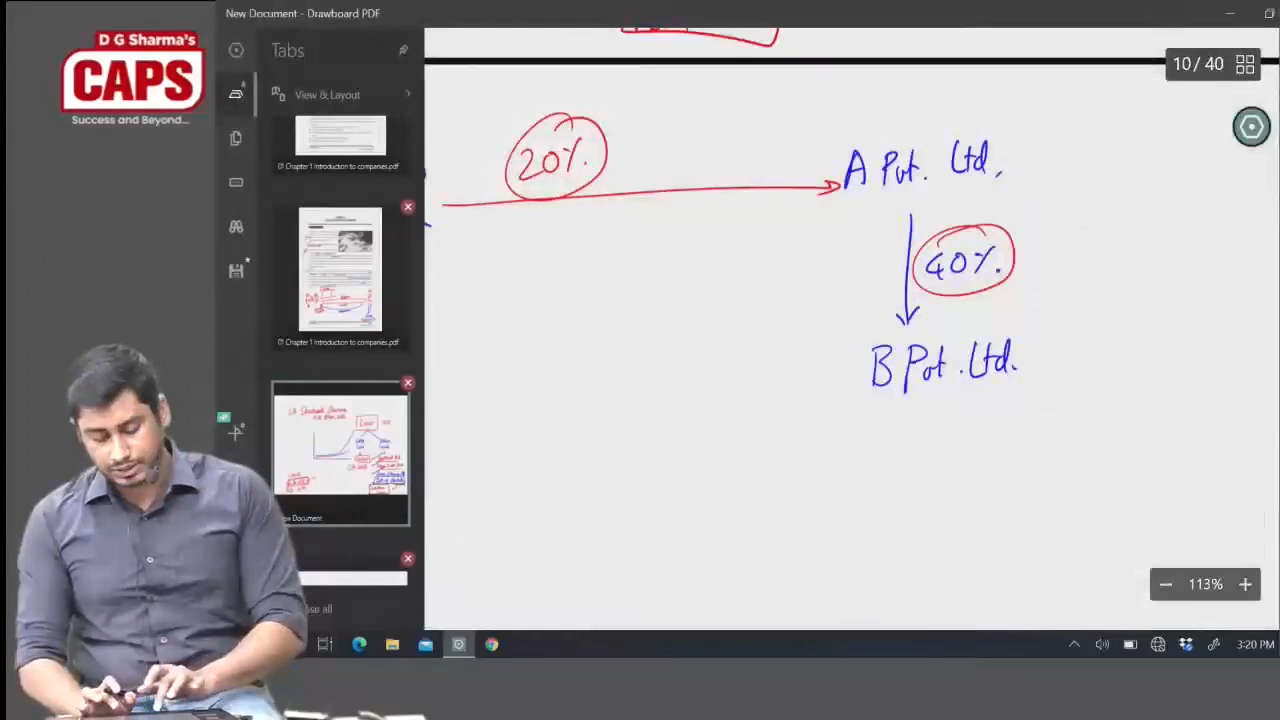 New Document - Drawboard PDF
D G Sharma's
CAPS
Success and Beyond...
Tabs
View & Layout
Chapter 1 Introduction to companies.pdf
Chapter 1 Introduction to companies.pdf
New Document
ose all
10 / 40
20%.
A Pvt. Ltd.
40%.
B Pvt. Ltd.
113%
3:20 PM